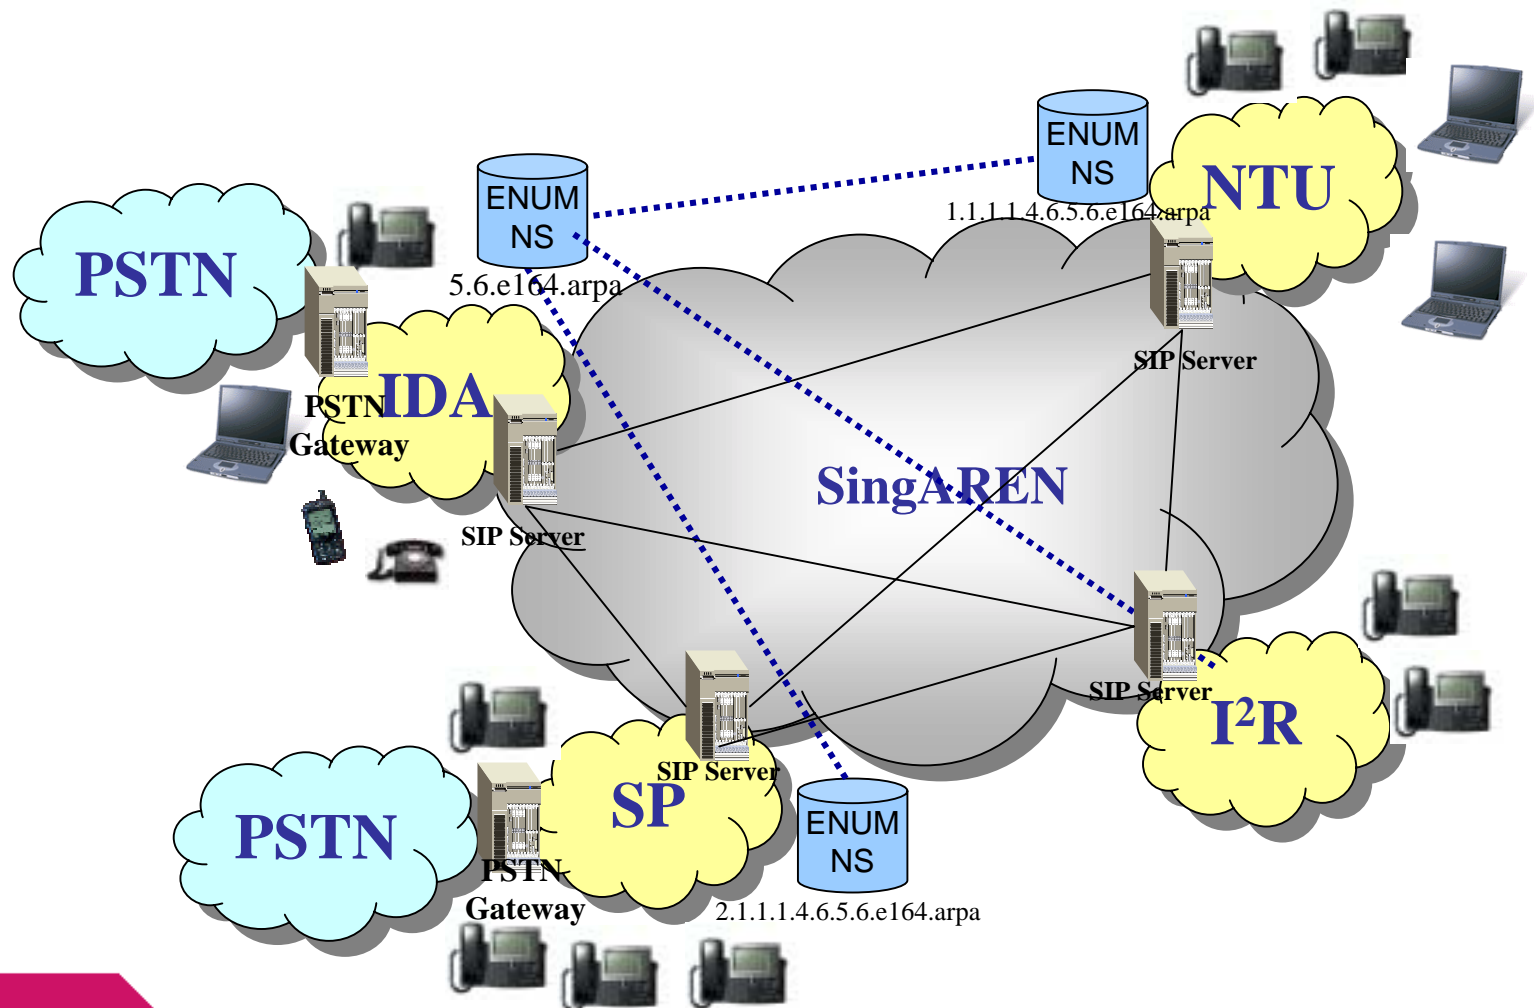 ENUM
NS
1.1.1.1.4.6.5.6.e164.arpa
NTU
ENUM
NS
5.6.e164.arpa
PSTN
SIP Server
IDA
PSTN
Gateway
SingAREN
SIP Server
SIP Server
I²R
SIP Server
SP
ENUM
NS
PSTN
PSTN
Gateway
2.1.1.1.4.6.5.6.e164.arpa